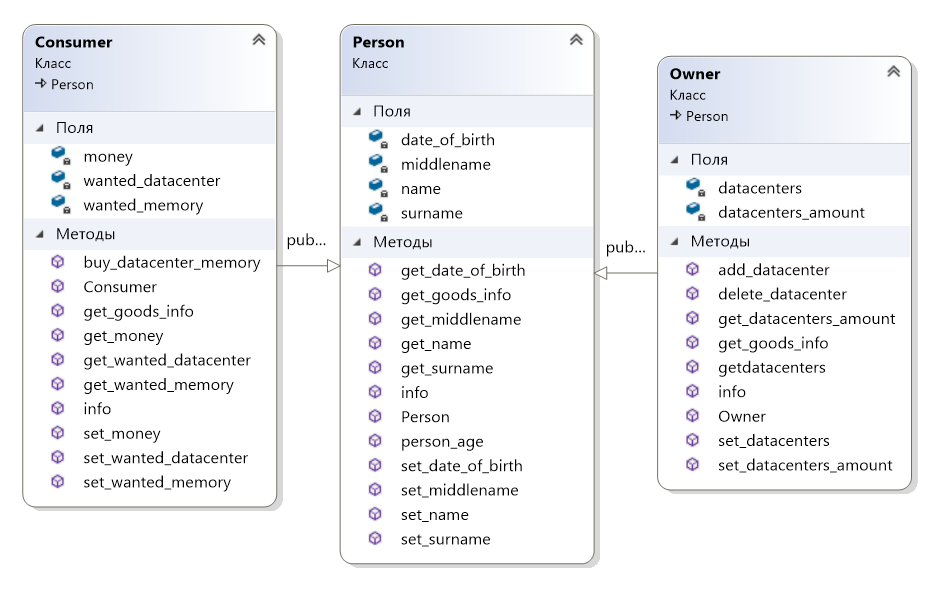 Consumer
Класс
Person
Поля
money
wanted_datacenter
wanted_memory
Методы
buy_datacenter_memory
Consumer
get_goods_info
get_money
get_wanted_datacenter
get_wanted_memory
info
set_money
set_wanted_datacenter
set_wanted_memory
pub...
Person
Класс
Поля
date_of_birth
middlename
name
surname
Методы
get_date_of_birth
get_goods_info
get_middlename
get_name
get_surname
info
Person
person_age
set_date_of_birth
set_middlename
set_name
set_surname
pub...
Owner
Класс
Person
Поля
datacenters
datacenters_amount
Методы
add_datacenter
delete_datacenter
get_datacenters_amount
get_goods_info
getdatacenters
info
Owner
set_datacenters
set_datacenters_amount